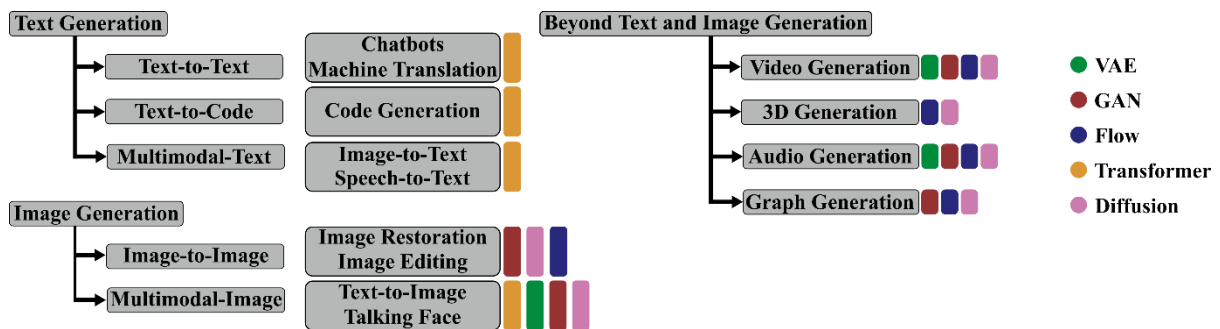 Text Generation
Text-to-Text
Chatbots
Machine Translation
Text-to-Code
Code Generation
Multimodal-Text
Image-to-Text
Speech-to-Text
Image Generation
Image-to-Image
Image Restoration
Image Editing
Multimodal-Image
Text-to-Image
Talking Face
Beyond Text and Image Generation
Video Generation
3D Generation
Audio Generation
Graph Generation
VAE
GAN
Flow
Transformer
Diffusion